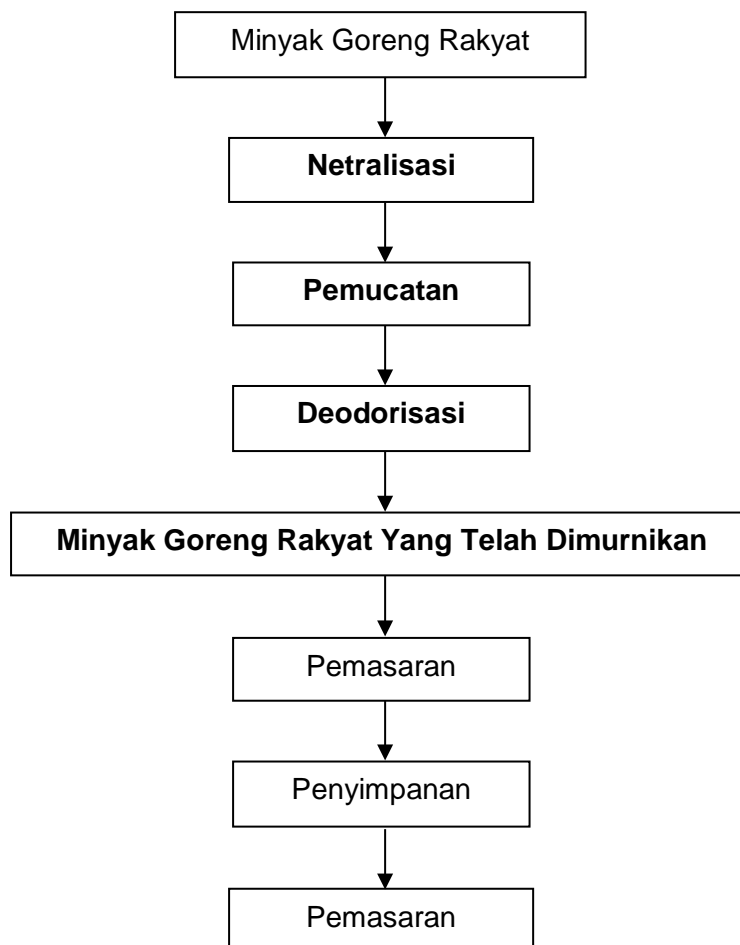 Minyak Goreng Rakyat
Netralisasi
Pemucatan
Deodorisasi
Minyak Goreng Rakyat Yang Telah Dimurnikan
Pemasaran
Penyimpanan
Pemasaran